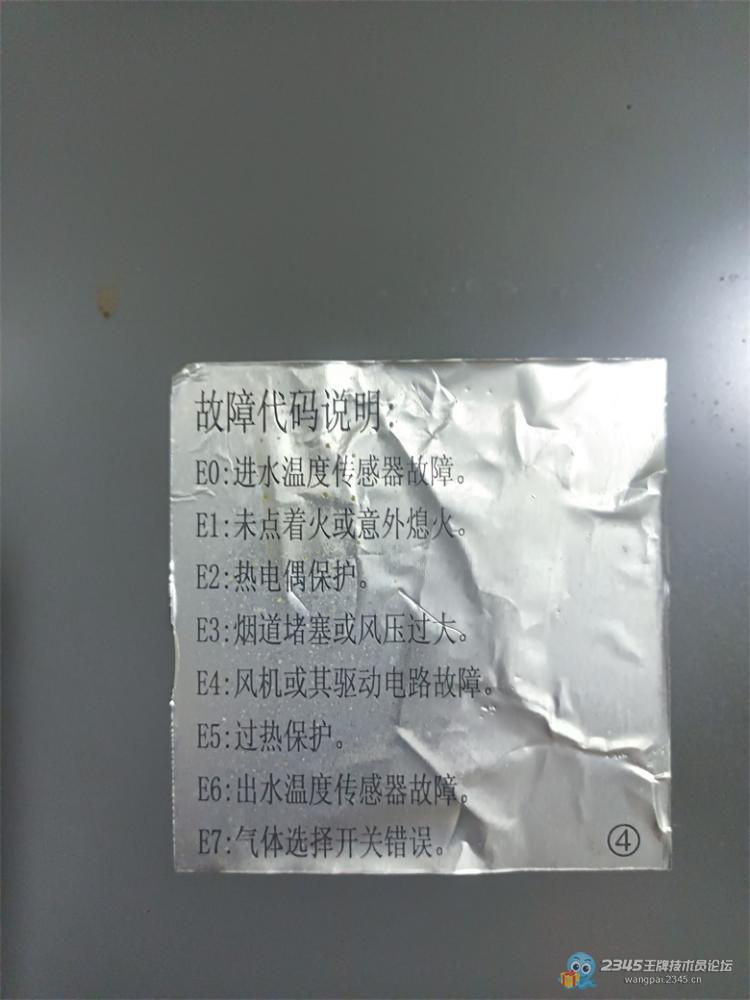 故障代码说明:
E0:进水温度传感器故障。
E1:未点着火或意外熄火。
E2:热电偶保护。
E3:烟道堵塞或风压过大。
E4:风机或其驱动电路故障。
E5:过热保护。
E6:出水温度传感器故障。
E7:气体选择开关错误。
④
2345王牌技术员论坛
wangpai.2345.cn